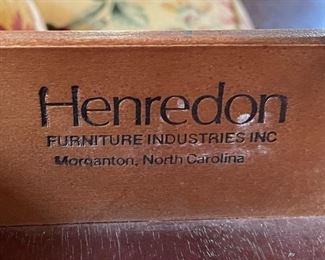 Henredon
FURNITURE INDUSTRIES INC
Morganton, North Carolina